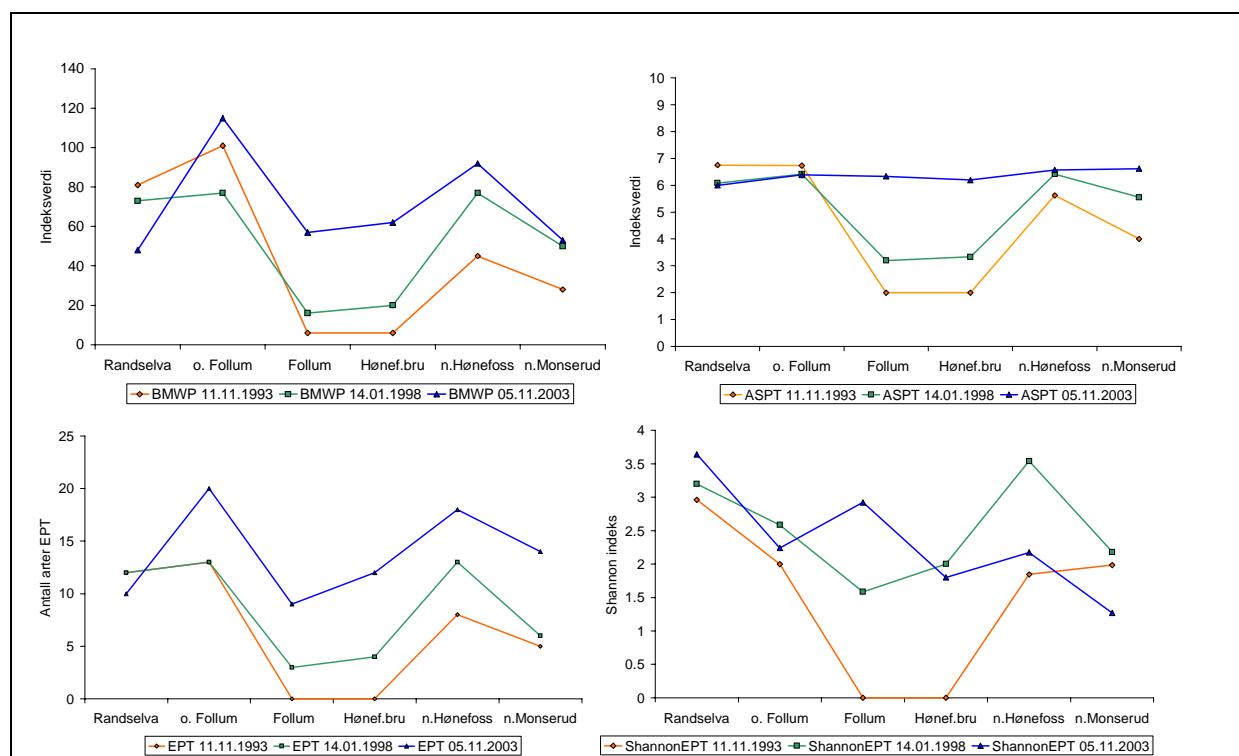 Indeksverdi
140
120
100
80
60
40
20
0
Randselva o. Follum Follum Hønef.bru n.Hønefoss n.Monserud
BMWP 11.11.1993 BMWP 14.01.1998 BMWP 05.11.2003
Indeksverdi
10
9
8
7
6
5
4
3
2
1
0
Randselva o. Follum Follum Hønef.bru n.Hønefoss n.Monserud
ASPT 11.11.1993 ASPT 14.01.1998 ASPT 05.11.2003
Antall arter EPT
25
20
15
10
5
0
Randselva o. Follum Follum Hønef.bru n.Hønefoss n.Monserud
EPT 11.11.1993 EPT 14.01.1998 EPT 05.11.2003
Shannon indeks
4
3.5
3
2.5
2
1.5
1
0.5
0
Randselva o. Follum Follum Hønef.bru n.Hønefoss n.Monserud
ShannonEPT 11.11.1993 ShannonEPT 14.01.1998 ShannonEPT 05.11.2003